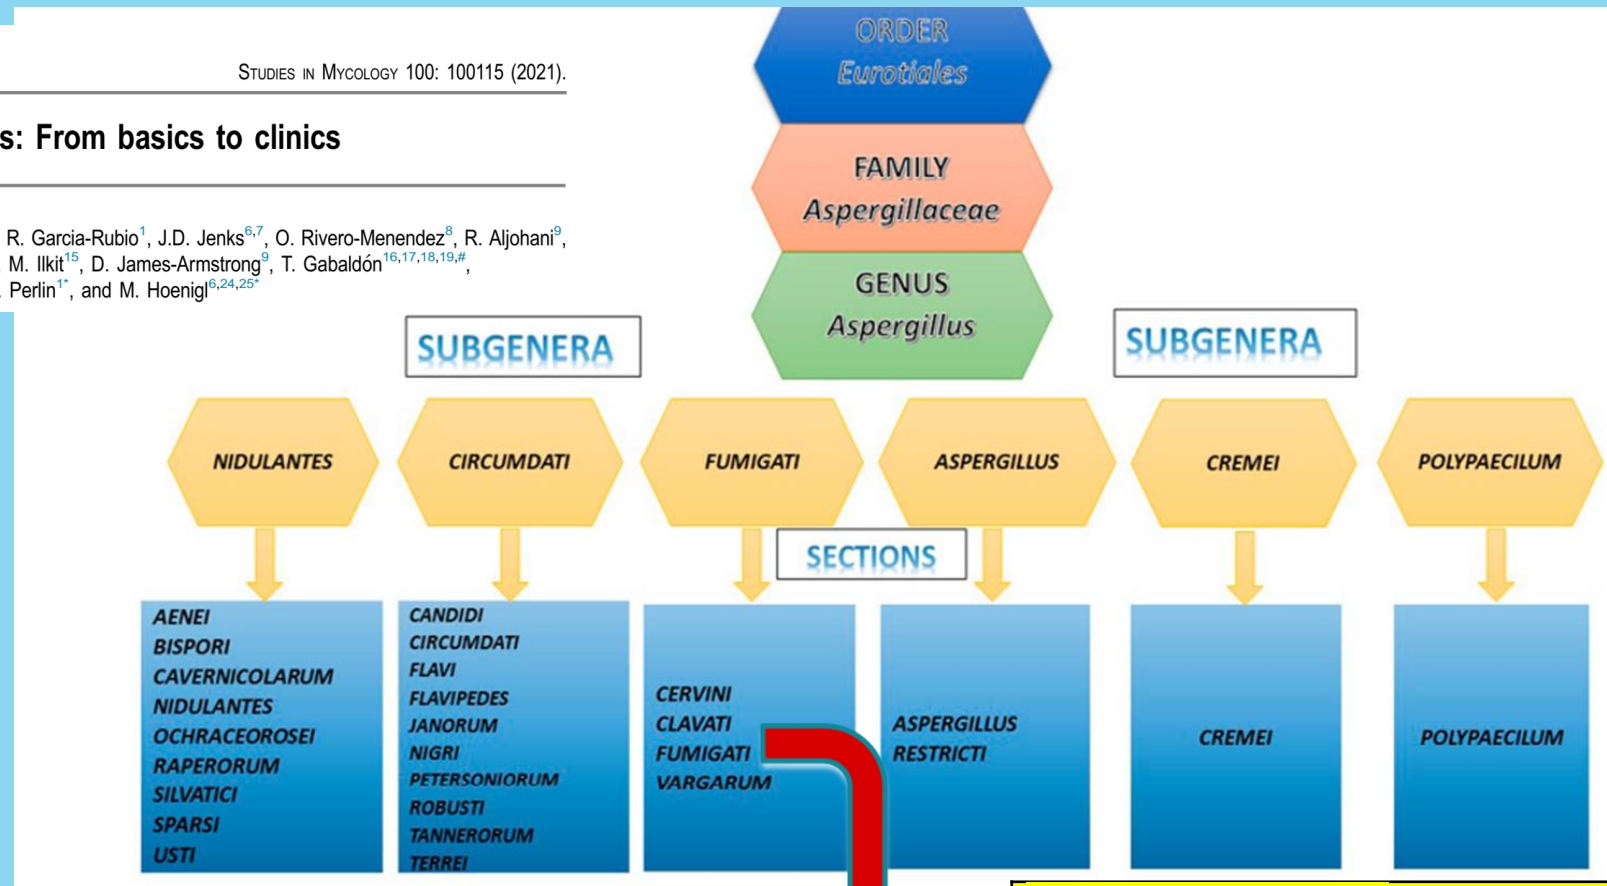 STUDIES IN MYCOLOGY 100: 100115 (2021).
s: From basics to clinics
R. Garcia-Rubio1, J.D. Jenks6,7, O. Rivero-Menendez8, R. Aljohani9,
. M. Ilkit15, D. James-Armstrong9, T. Gabaldón16,17,18,19,#,
. Perlin1*, and M. Hoenigl6,24,25*
ORDER
Eurotiales
FAMILY
Aspergillaceae
GENUS
Aspergillus
SUBGENERA
SUBGENERA
NIDULANTES
CIRCUMDATI
FUMIGATI
ASPERGILLUS
CREMEI
POLYPAECILUM
SECTIONS
AENEI
BISPORI
CAVERNICOLARUM
NIDULANTES
OCHRACEOROSEI
RAPERORUM
SILVATICI
SPARSI
USTI
CANDIDI
CIRCUMDATI
FLAVI
FLAVIPEDES
JANORUM
NIGRI
PETERSONIORUM
ROBUSTI
TANNERORUM
TERREI
CERVINI
CLAVATI
FUMIGATI
VARGARUM
ASPERGILLUS
RESTRICTI
CREMEI
POLYPAECILUM